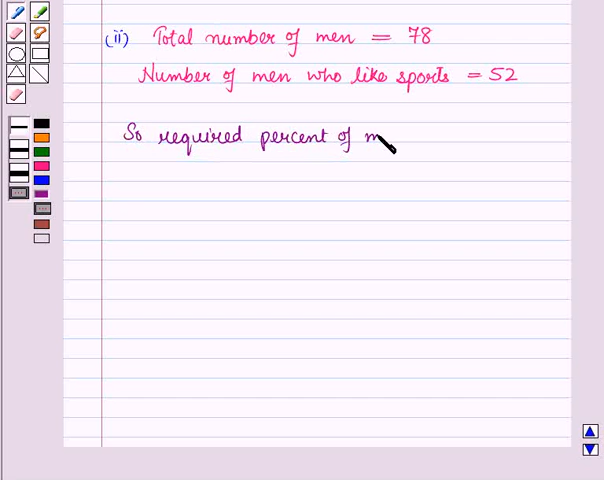 (ii) Total number of men = 78
Number of men who like sports = 52
So required percent of m